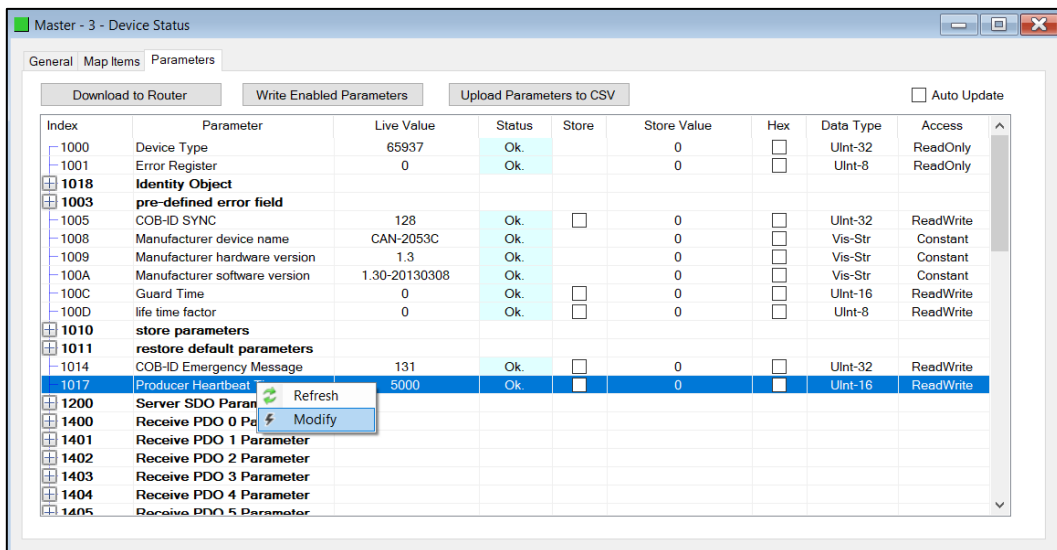 Master - 3 - Device Status
General Map Items Parameters
Download to Router Write Enabled Parameters Upload Parameters to CSV Auto Update
Index Parameter Live Value Status Store Store Value Hex Data Type Access
1000 Device Type 65937 Ok. 0 UInt-32 ReadOnly
1001 Error Register 0 Ok. 0 UInt-8 ReadOnly
1018 Identity Object
1003 pre-defined error field
1005 COB-ID SYNC 128 Ok. 0 UInt-32 ReadWrite
1008 Manufacturer device name CAN-2053C Ok. 0 Vis-Str Constant
1009 Manufacturer hardware version 1.3 Ok. 0 Vis-Str Constant
100A Manufacturer software version 1.30-20130308 Ok. 0 Vis-Str Constant
100C Guard Time 0 Ok. 0 UInt-16 ReadWrite
100D life time factor 0 Ok. 0 UInt-8 ReadWrite
1010 store parameters
1011 restore default parameters
1014 COB-ID Emergency Message 131 Ok. 0 UInt-32 ReadWrite
1017 Producer Heartbeat 5000 Ok. 0 UInt-16 ReadWrite
Refresh
1200 Server SDO
Modify
1400 Receive PDO 0
1401 Receive PDO 1 Parameter
1402 Receive PDO 2 Parameter
1403 Receive PDO 3 Parameter
1404 Receive PDO 4 Parameter
1405 Receive PDO 5 Parameter